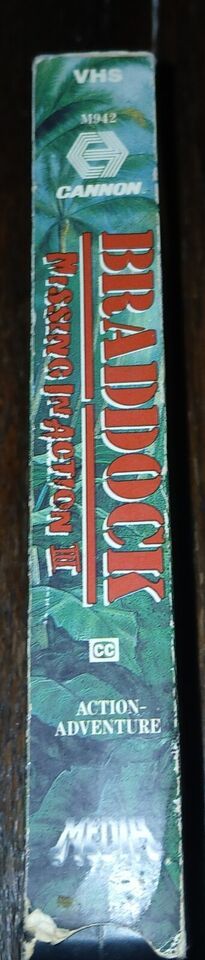 VHS
M942
CANNON
BRADDOCK
MISSING IN ACTION III
CC
ACTION-
ADVENTURE
MEDIA